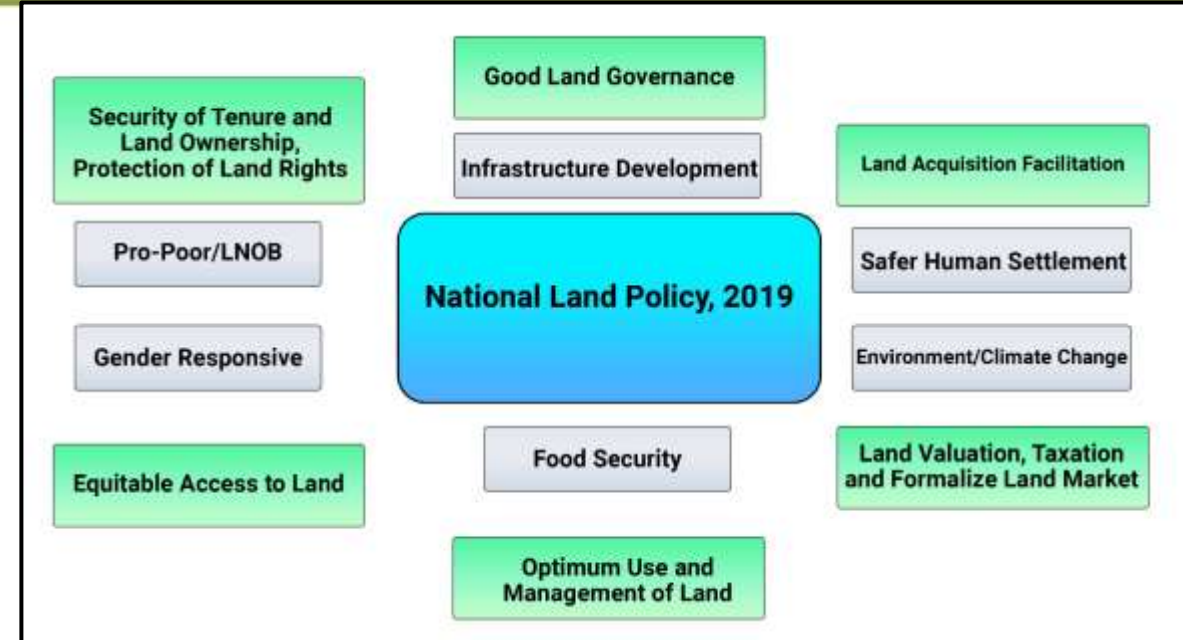 Good Land Governance
Security of Tenure and
Land Ownership,
Protection of Land Rights
Infrastructure Development
Land Acquisition Facilitation
Pro-Poor/LNOB
Safer Human Settlement
National Land Policy, 2019
Gender Responsive
Environment/Climate Change
Food Security
Land Valuation, Taxation
and Formalize Land Market
Equitable Access to Land
Optimum Use and
Management of Land